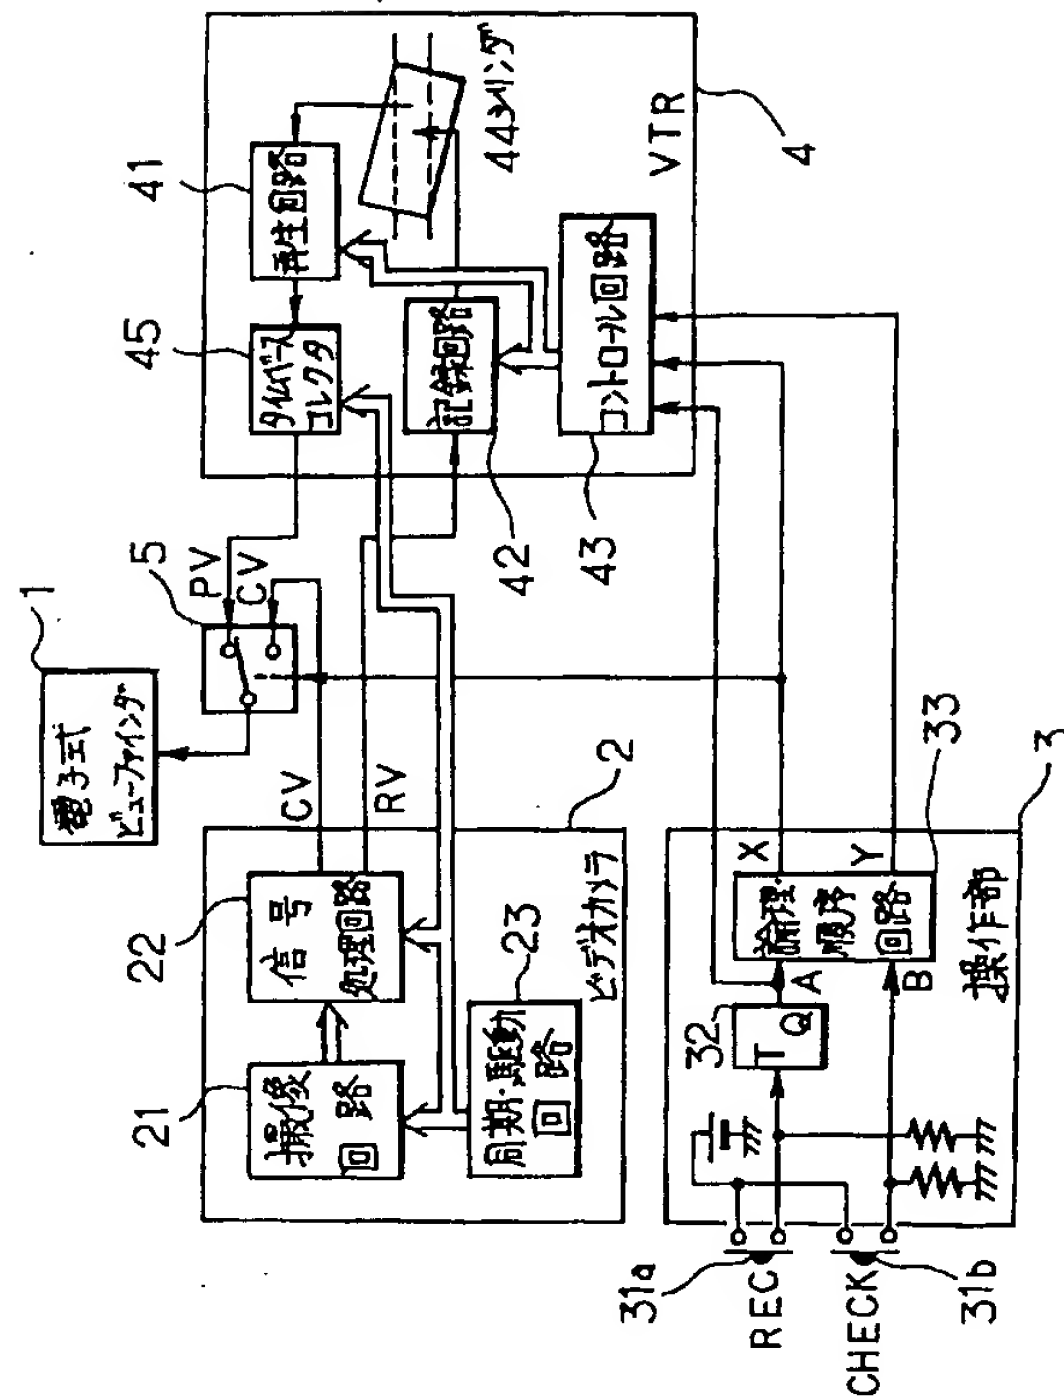 1
電子式
ビューファインダ
5
PV
CV
CV
RV
2
ビデオカメラ
21
撮像
回路
22
信号
処理回路
23
同期・駆動
回路
4
VTR
41
再生回路
45
タイムベース
コレクタ
42
記録回路
43
コントロール回路
44シリンダ
3
操作部
31a
REC
CHECK
31b
32
T
Q
A
B
33
論理
順序
回路
X
Y